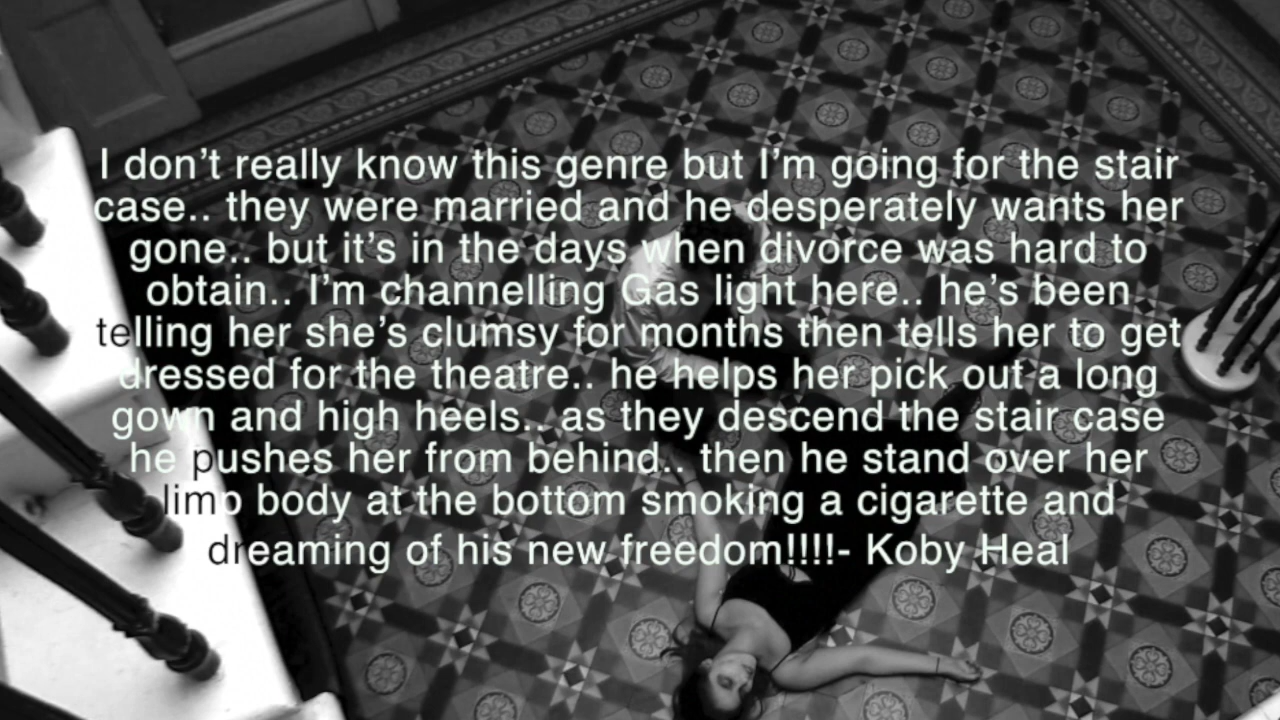 I don’t really know this genre but I’m going for the stair
case.. they were married and he desperately wants her
gone.. but it’s in the days when divorce was hard to
obtain.. I’m channelling Gas light here.. he’s been
telling her she’s clumsy for months then tells her to get
dressed for the theatre.. he helps her pick out a long
gown and high heels.. as they descend the stair case
he pushes her from behind.. then he stand over her
limp body at the bottom smoking a cigarette and
dreaming of his new freedom!!!!- Koby Heal